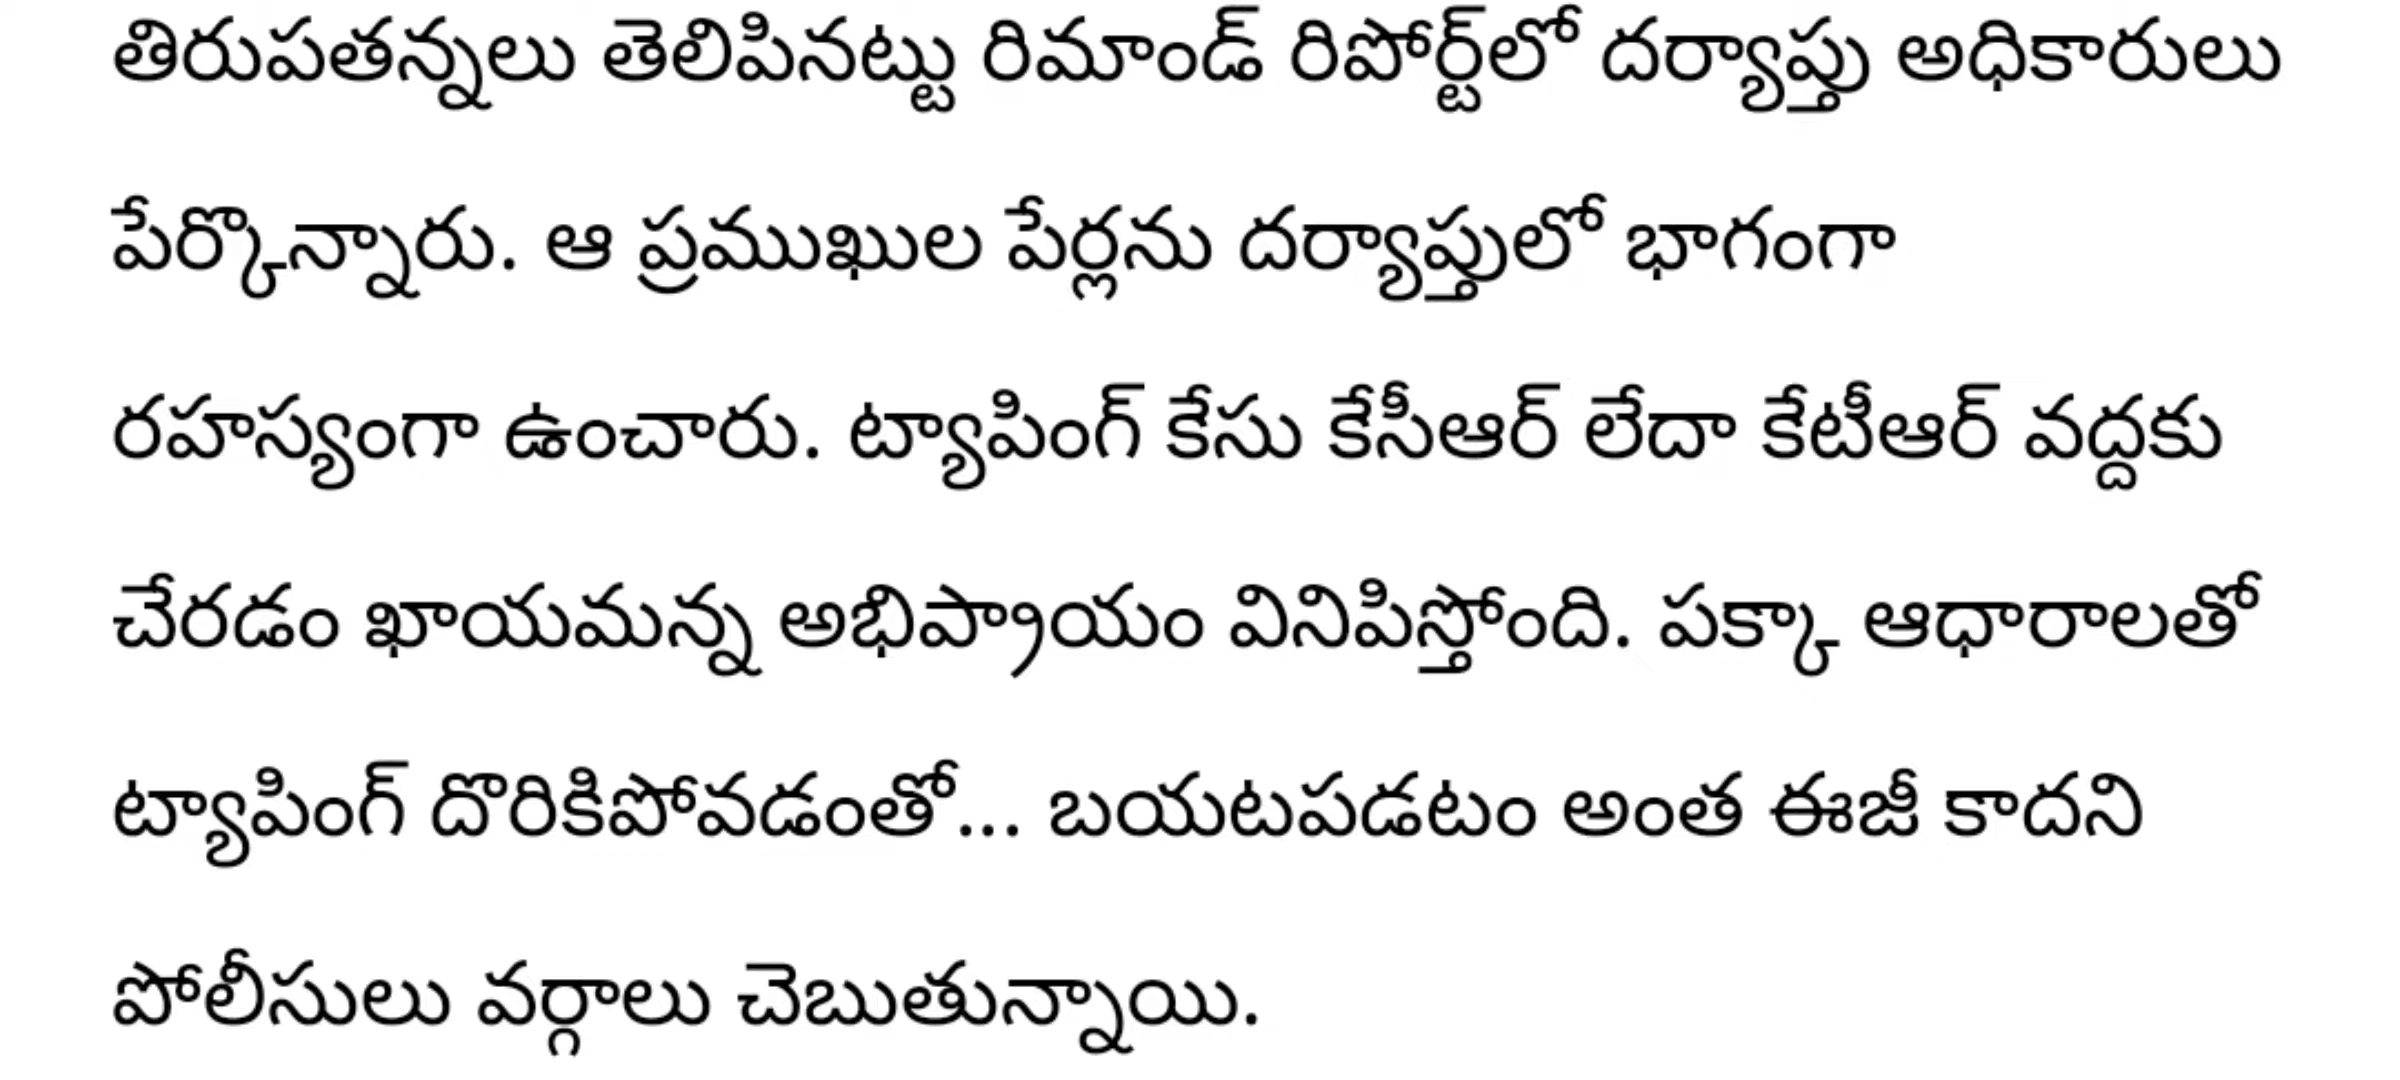 తిరుపతన్నలు తెలిపినట్టు రిమాండ్ రిపోర్ట్‌లో దర్యాప్తు అధికారులు
పేర్కొన్నారు. ఆ ప్రముఖుల పేర్లను దర్యాప్తులో భాగంగా
రహస్యంగా ఉంచారు. ట్యాపింగ్ కేసు కేసీఆర్ లేదా కేటీఆర్ వద్దకు
చేరడం ఖాయమన్న అభిప్రాయం వినిపిస్తోంది. పక్కా ఆధారాలతో
ట్యాపింగ్ దొరికిపోవడంతో... బయటపడటం అంత ఈజీ కాదని
పోలీసులు వర్గాలు చెబుతున్నాయి.